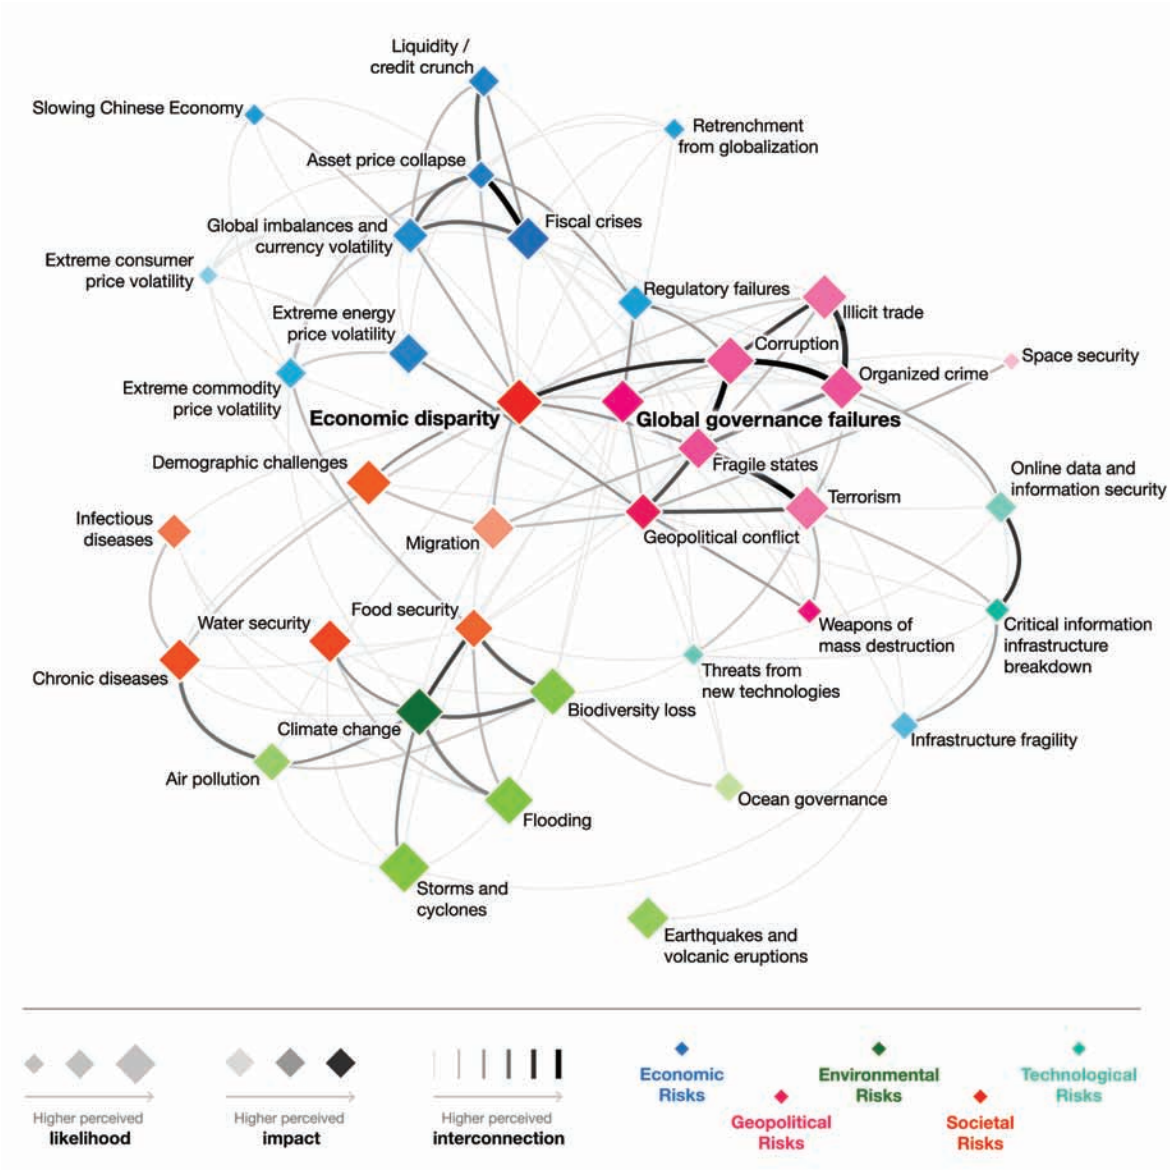 Liquidity /
credit crunch
Slowing Chinese Economy
Retrenchment
from globalization
Asset price collapse
Global imbalances and
currency volatility
Fiscal crises
Extreme consumer
price volatility
Regulatory failures
Illicit trade
Extreme energy
price volatility
Corruption
Space security
Organized crime
Extreme commodity
price volatility
Economic disparity
Global governance failures
Demographic challenges
Fragile states
Online data and
information security
Terrorism
Infectious
diseases
Migration
Geopolitical conflict
Food security
Water security
Weapons of
mass destruction
Critical information
infrastructure
breakdown
Chronic diseases
Threats from
new technologies
Biodiversity loss
Climate change
Infrastructure fragility
Air pollution
Ocean governance
Flooding
Storms and
cyclones
Earthquakes and
volcanic eruptions
Higher perceived
likelihood
Higher perceived
impact
Higher perceived
interconnection
Economic
Risks
Geopolitical
Risks
Environmental
Risks
Societal
Risks
Technological
Risks